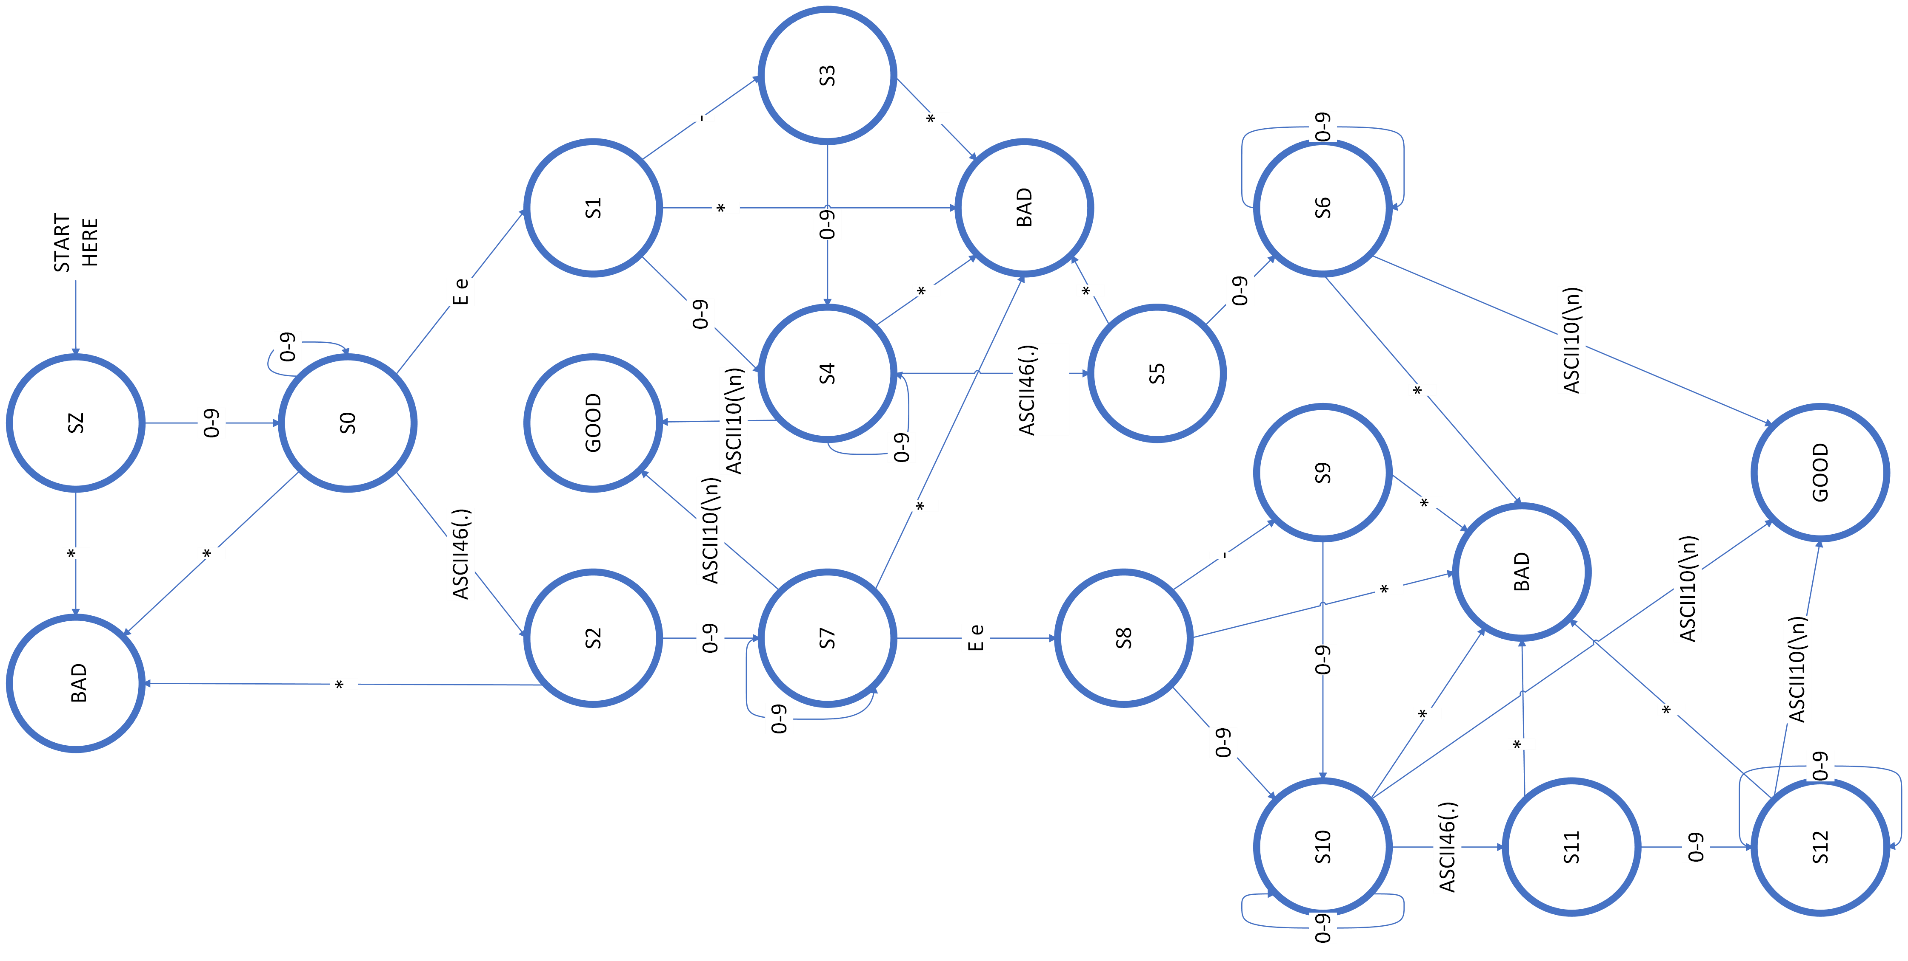 START
HERE
SZ
*
BAD
0-9
0-9
S0
*
E e
ASCII46(.)
*
S1
-
*
0-9
GOOD
S2
0-9
S3
*
0-9
S4
*
ASCII10(\n)
0-9
ASCII10(\n)
S7
0-9
*
BAD
ASCII46(.)
*
S5
0-9
E e
S8
-
*
0-9
0-9
S6
*
ASCII10(\n)
S9
*
0-9
S10
0-9
*
BAD
ASCII10(\n)
ASCII46(.)
*
S11
0-9
*
ASCII10(\n)
GOOD
0-9
S12